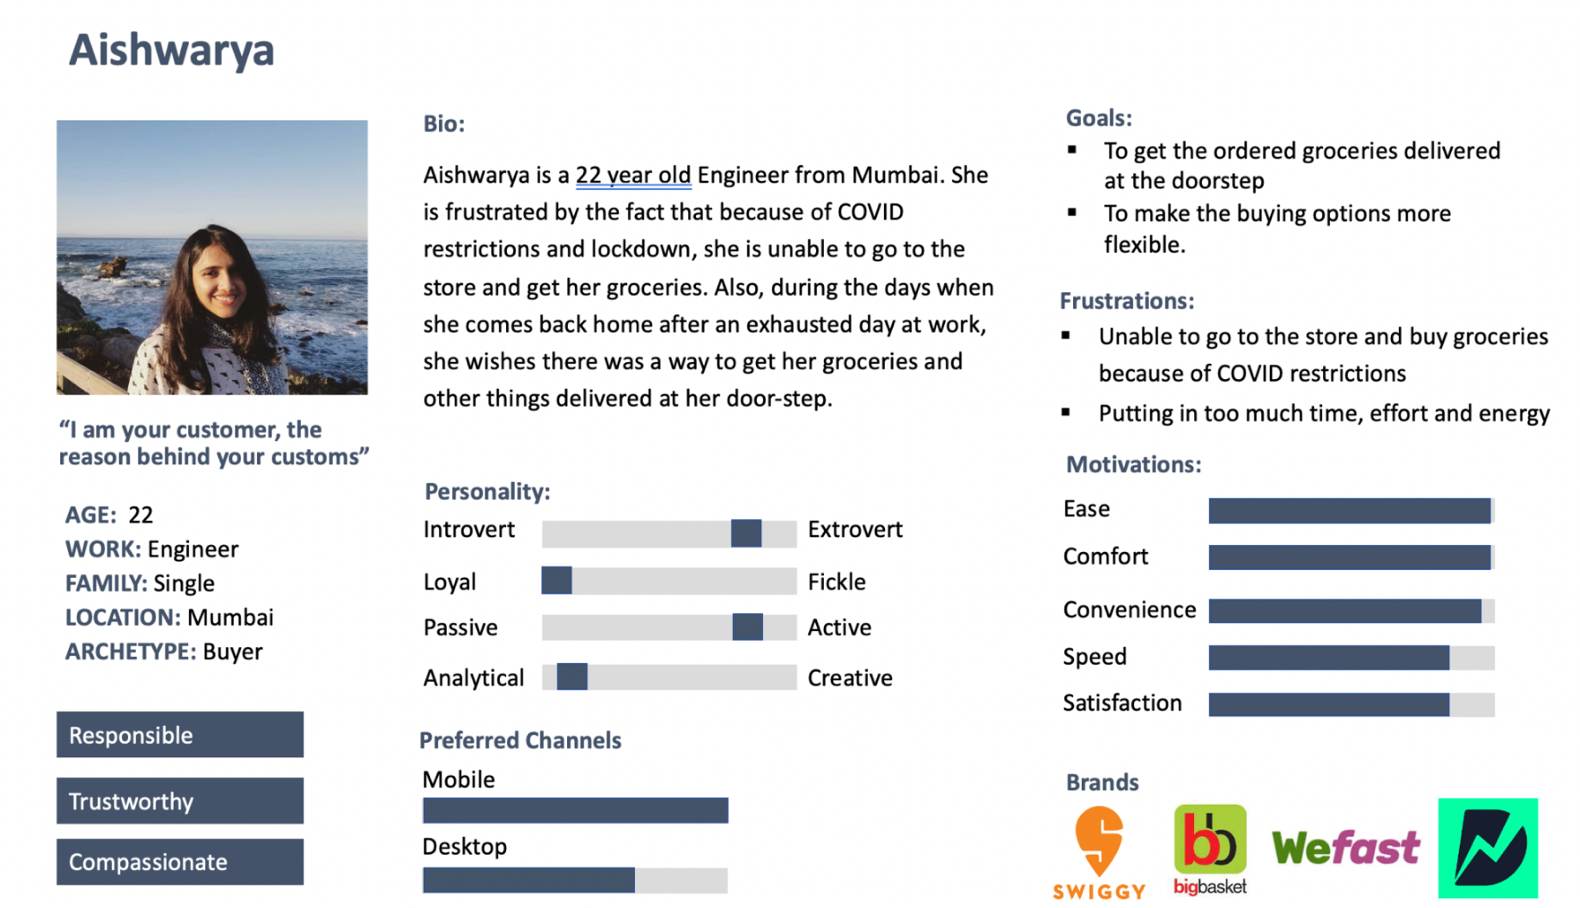 Aishwarya
“I am your customer, the
reason behind your customs”
AGE: 22
WORK: Engineer
FAMILY: Single
LOCATION: Mumbai
ARCHETYPE: Buyer
Responsible
Trustworthy
Compassionate
Bio:
Aishwarya is a 22 year old Engineer from Mumbai. She
is frustrated by the fact that because of COVID
restrictions and lockdown, she is unable to go to the
store and get her groceries. Also, during the days when
she comes back home after an exhausted day at work,
she wishes there was a way to get her groceries and
other things delivered at her door-step.
Personality:
Introvert Extrovert
Loyal Fickle
Passive Active
Analytical Creative
Preferred Channels
Mobile
Desktop
Goals:
▪ To get the ordered groceries delivered
at the doorstep
▪ To make the buying options more
flexible.
Frustrations:
▪ Unable to go to the store and buy groceries
because of COVID restrictions
▪ Putting in too much time, effort and energy
Motivations:
Ease
Comfort
Convenience
Speed
Satisfaction
Brands
SWIGGY
bb
bigbasket
Wefast